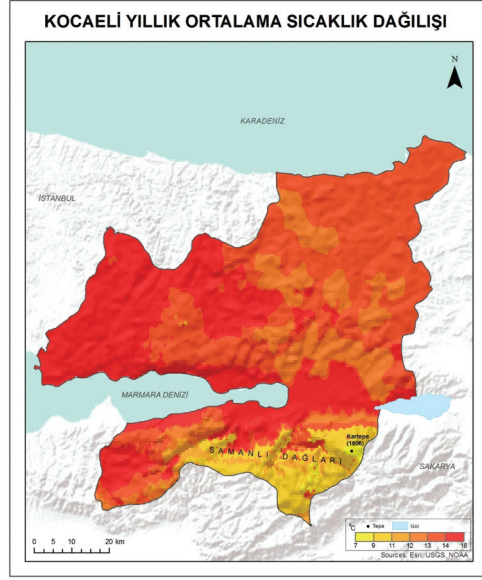 KOCAELİ YILLIK ORTALAMA SICAKLIK DAĞILIŞI
N
KARADENİZ
İSTANBUL
MARMARA DENİZİ
Kartepe
(1606)
SAMANLI DAĞLARI
SAKARYA
°C
Tepe
Göl
7 9 11 12 13 14 16
0 10 20 km
Sources: Esri, USGS, NOAA